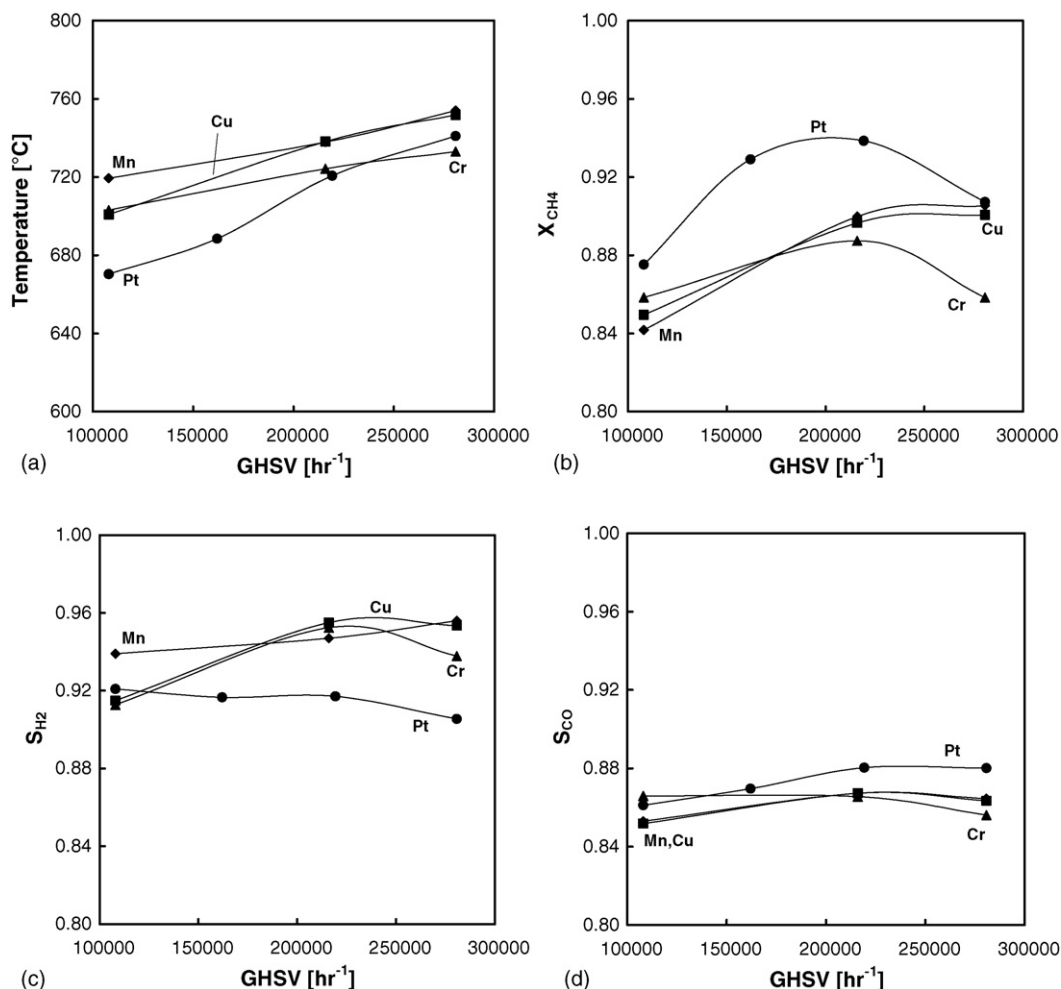 800
760
720
680
640
600
Temperature [°C]
Mn
Cu
Cr
Pt
100000 150000 200000 250000 300000
(a)
GHSV [hr⁻¹]
1.00
0.96
0.92
0.88
0.84
0.80
X_CH4
Pt
Cu
Cr
Mn
100000 150000 200000 250000 300000
(b)
GHSV [hr⁻¹]
1.00
0.96
0.92
0.88
0.84
0.80
S_H2
Mn
Cu
Cr
Pt
100000 150000 200000 250000 300000
(c)
GHSV [hr⁻¹]
1.00
0.96
0.92
0.88
0.84
0.80
S_CO
Pt
Mn,Cu
Cr
100000 150000 200000 250000 300000
(d)
GHSV [hr⁻¹]